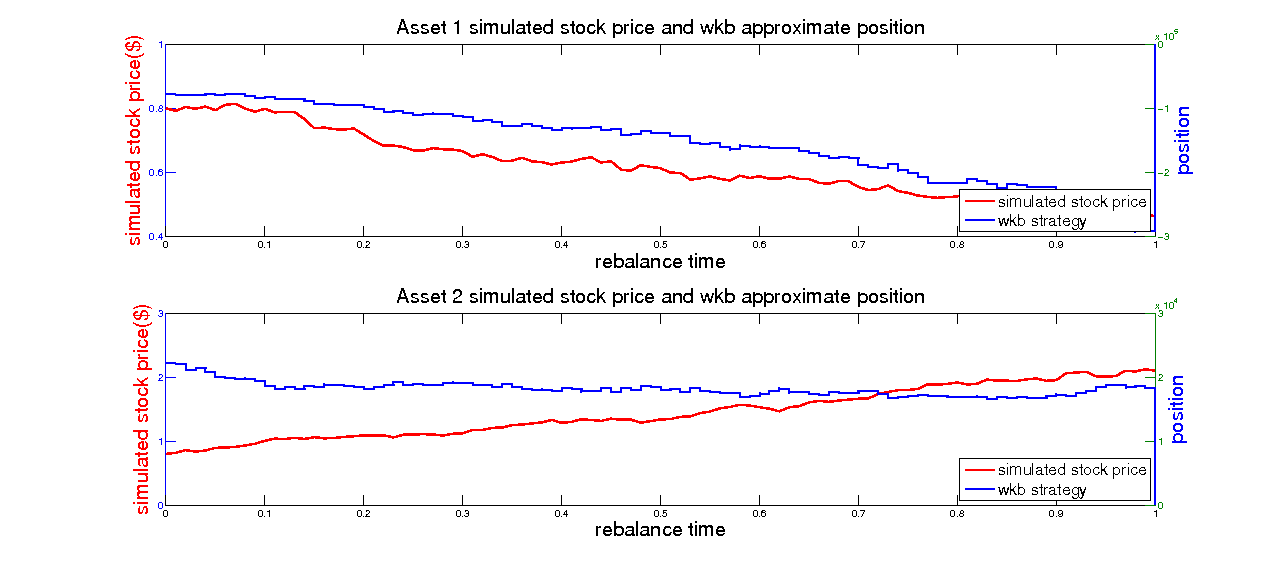 Asset 1 simulated stock price and wkb approximate position
x 10^5
simulated stock price($)
1
0.8
0.6
0.4
0
-1
-2
-3
position
simulated stock price
wkb strategy
0 0.1 0.2 0.3 0.4 0.5 0.6 0.7 0.8 0.9 1
rebalance time
Asset 2 simulated stock price and wkb approximate position
x 10^4
simulated stock price($)
3
2
1
0
3
2
1
0
position
simulated stock price
wkb strategy
0 0.1 0.2 0.3 0.4 0.5 0.6 0.7 0.8 0.9 1
rebalance time